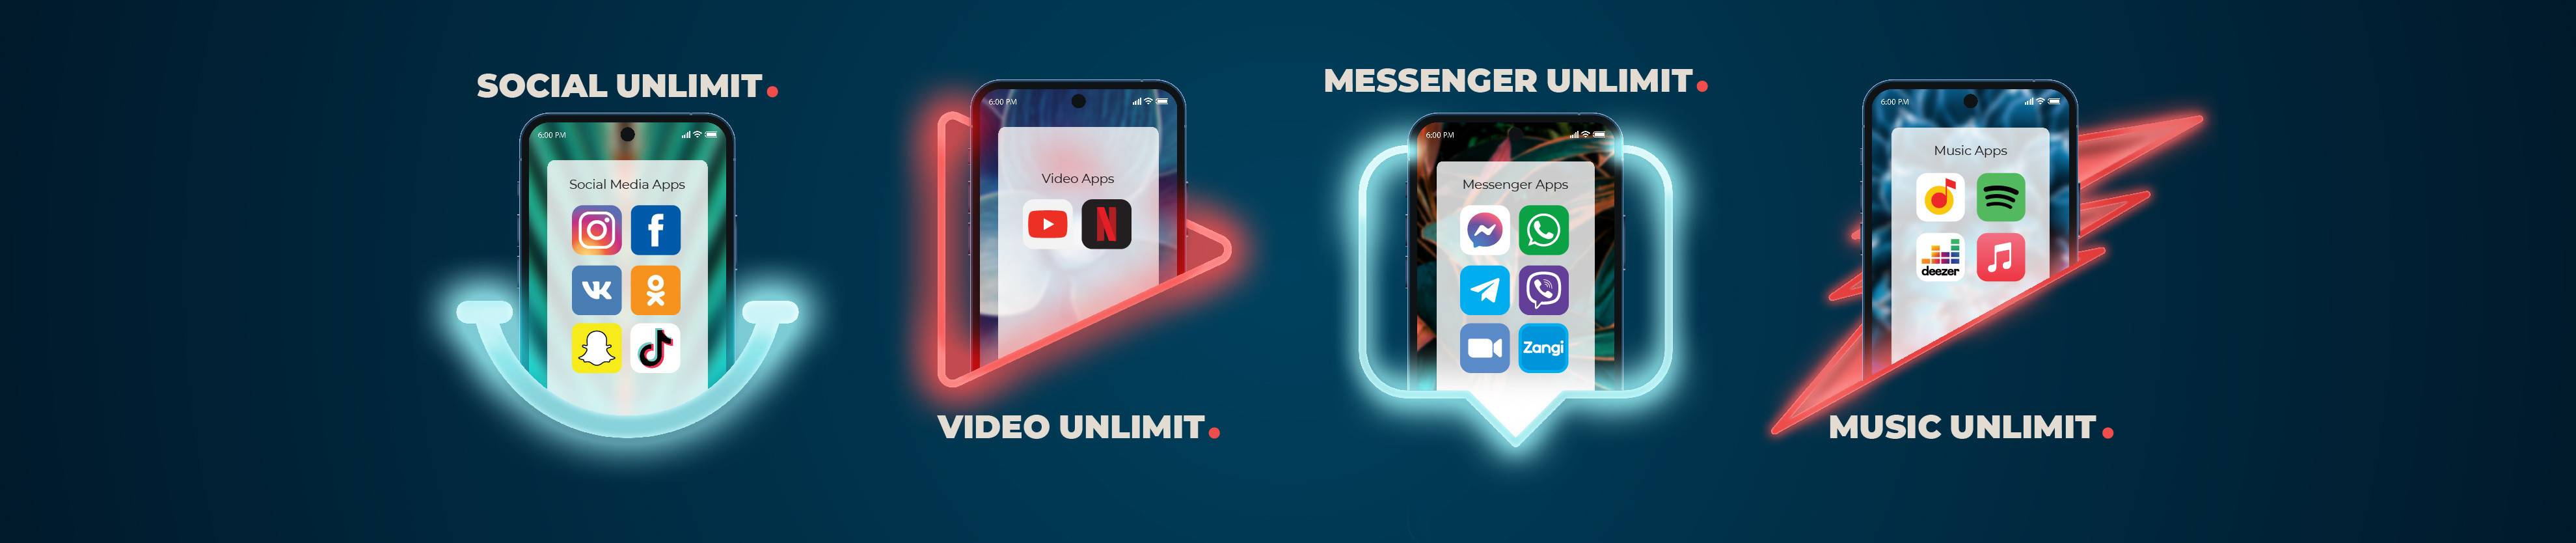 SOCIAL UNLIMIT.
6:00 PM
Social Media Apps
f
VK
VIDEO UNLIMIT.
6:00 PM
Video Apps
N
MESSENGER UNLIMIT.
6:00 PM
Messenger Apps
Zangi
6:00 PM
Music Apps
deezer
MUSIC UNLIMIT.